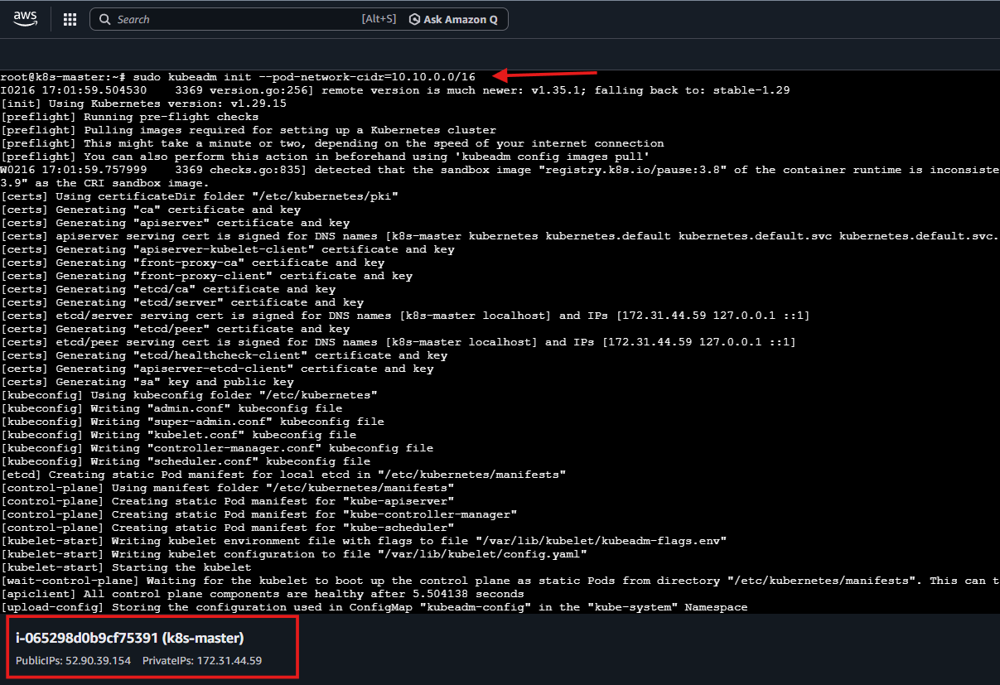 aws
Search [Alt+S] Ask Amazon Q
root@k8s-master:~# sudo kubeadm init --pod-network-cidr=10.10.0.0/16
I0216 17:01:59.504530    3369 version.go:256] remote version is much newer: v1.35.1; falling back to: stable-1.29
[init] Using Kubernetes version: v1.29.15
[preflight] Running pre-flight checks
[preflight] Pulling images required for setting up a Kubernetes cluster
[preflight] This might take a minute or two, depending on the speed of your internet connection
[preflight] You can also perform this action in beforehand using 'kubeadm config images pull'
W0216 17:01:59.757999    3369 checks.go:835] detected that the sandbox image "registry.k8s.io/pause:3.8" of the container runtime is inconsiste
3.9" as the CRI sandbox image.
[certs] Using certificateDir folder "/etc/kubernetes/pki"
[certs] Generating "ca" certificate and key
[certs] Generating "apiserver" certificate and key
[certs] apiserver serving cert is signed for DNS names [k8s-master kubernetes kubernetes.default kubernetes.default.svc kubernetes.default.svc.
[certs] Generating "apiserver-kubelet-client" certificate and key
[certs] Generating "front-proxy-ca" certificate and key
[certs] Generating "front-proxy-client" certificate and key
[certs] Generating "etcd/ca" certificate and key
[certs] Generating "etcd/server" certificate and key
[certs] etcd/server serving cert is signed for DNS names [k8s-master localhost] and IPs [172.31.44.59 127.0.0.1 ::1]
[certs] Generating "etcd/peer" certificate and key
[certs] etcd/peer serving cert is signed for DNS names [k8s-master localhost] and IPs [172.31.44.59 127.0.0.1 ::1]
[certs] Generating "etcd/healthcheck-client" certificate and key
[certs] Generating "apiserver-etcd-client" certificate and key
[certs] Generating "sa" key and public key
[kubeconfig] Using kubeconfig folder "/etc/kubernetes"
[kubeconfig] Writing "admin.conf" kubeconfig file
[kubeconfig] Writing "super-admin.conf" kubeconfig file
[kubeconfig] Writing "kubelet.conf" kubeconfig file
[kubeconfig] Writing "controller-manager.conf" kubeconfig file
[kubeconfig] Writing "scheduler.conf" kubeconfig file
[etcd] Creating static Pod manifest for local etcd in "/etc/kubernetes/manifests"
[control-plane] Using manifest folder "/etc/kubernetes/manifests"
[control-plane] Creating static Pod manifest for "kube-apiserver"
[control-plane] Creating static Pod manifest for "kube-controller-manager"
[control-plane] Creating static Pod manifest for "kube-scheduler"
[kubelet-start] Writing kubelet environment file with flags to file "/var/lib/kubelet/kubeadm-flags.env"
[kubelet-start] Writing kubelet configuration to file "/var/lib/kubelet/config.yaml"
[kubelet-start] Starting the kubelet
[wait-control-plane] Waiting for the kubelet to boot up the control plane as static Pods from directory "/etc/kubernetes/manifests". This can t
[apiclient] All control plane components are healthy after 5.504138 seconds
[upload-config] Storing the configuration used in ConfigMap "kubeadm-config" in the "kube-system" Namespace
i-065298d0b9cf75391 (k8s-master)
PublicIPs: 52.90.39.154 PrivateIPs: 172.31.44.59